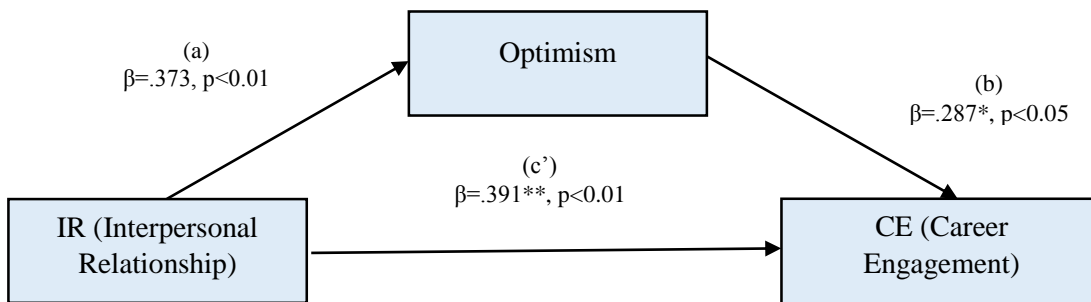 (a)
β=.373, p<0.01
Optimism
(b)
β=.287*, p<0.05
(c’)
β=.391**, p<0.01
IR (Interpersonal
Relationship)
CE (Career
Engagement)